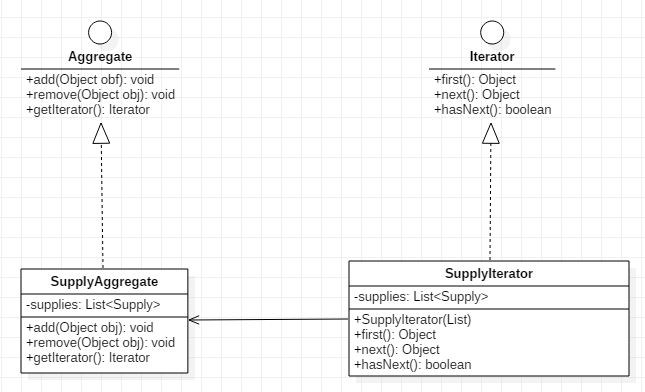 Aggregate
+add(Object obf): void
+remove(Object obj): void
+getIterator(): Iterator
Iterator
+first(): Object
+next(): Object
+hasNext(): boolean
SupplyAggregate
-supplies: List<Supply>
+add(Object obj): void
+remove(Object obj): void
+getIterator(): Iterator
SupplyIterator
-supplies: List<Supply>
+SupplyIterator(List)
+first(): Object
+next(): Object
+hasNext(): boolean